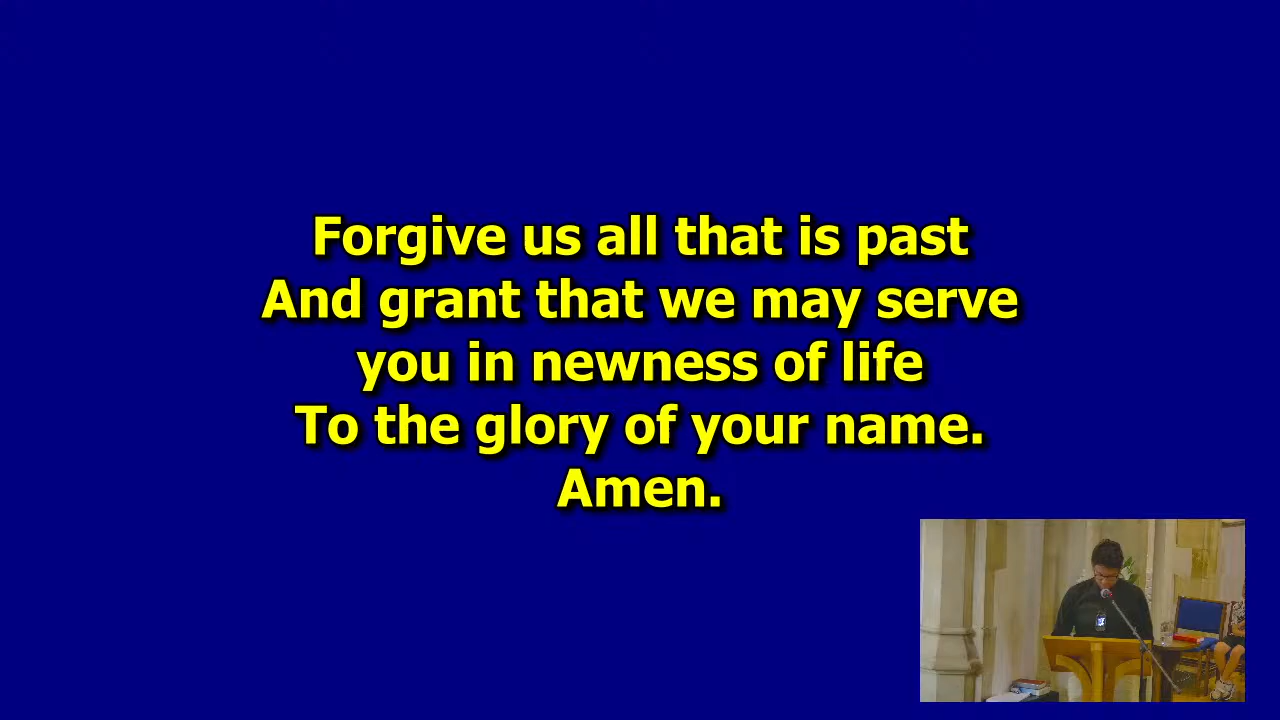 Forgive us all that is past
And grant that we may serve
you in newness of life
To the glory of your name.
Amen.